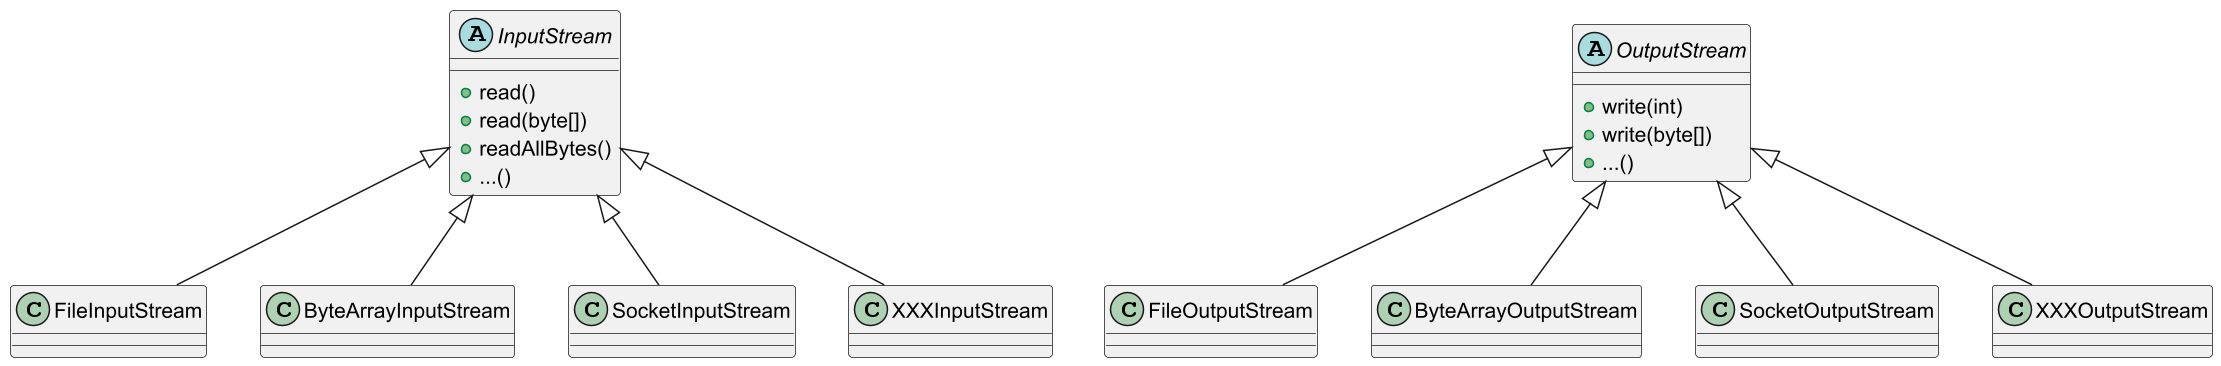 A InputStream
read()
read(byte[])
readAllBytes()
...()
A OutputStream
write(int)
write(byte[])
...()
C FileInputStream
C ByteArrayInputStream
C SocketInputStream
C XXXInputStream
C FileOutputStream
C ByteArrayOutputStream
C SocketOutputStream
C XXXOutputStream